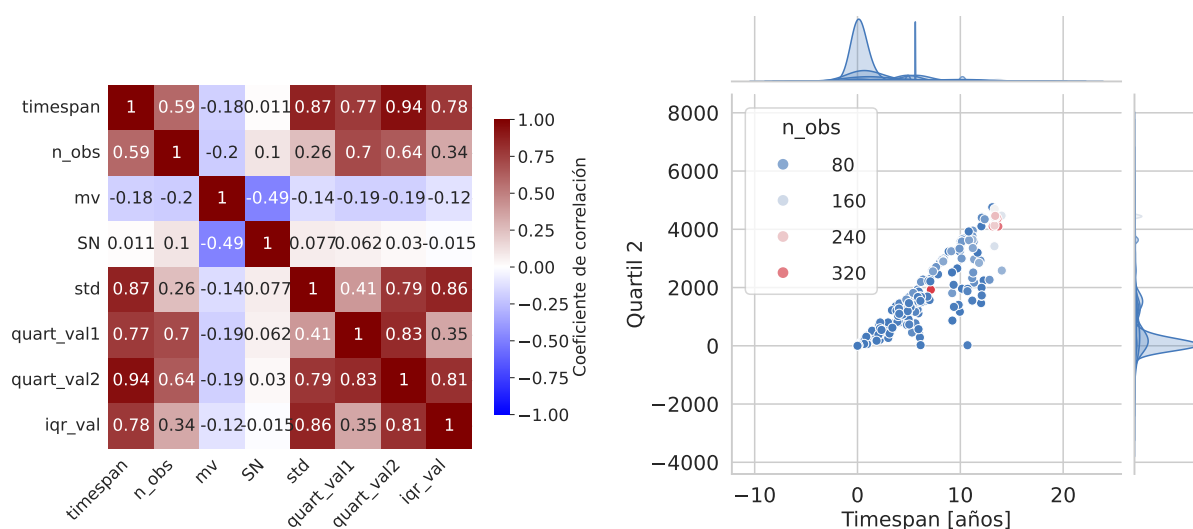 timespan 1 0.59 -0.18 0.011 0.87 0.77 0.94 0.78
n_obs 0.59 1 -0.2 0.1 0.26 0.7 0.64 0.34
mv -0.18 -0.2 1 -0.49 -0.14 -0.19 -0.19 -0.12
SN 0.011 0.1 -0.49 1 0.077 0.062 0.03 -0.015
std 0.87 0.26 -0.14 0.077 1 0.41 0.79 0.86
quart_val1 0.77 0.7 -0.19 0.062 0.41 1 0.83 0.35
quart_val2 0.94 0.64 -0.19 0.03 0.79 0.83 1 0.81
iqr_val 0.78 0.34 -0.12 -0.015 0.86 0.35 0.81 1
timespan n_obs mv SN std quart_val1 quart_val2 iqr_val
1.00
0.75
0.50
0.25
0.00
−0.25
−0.50
−0.75
−1.00
Coeficiente de correlación
n_obs
80
160
240
320
8000
6000
4000
2000
0
−2000
−4000
Quartil 2
−10 0 10 20
Timespan [años]